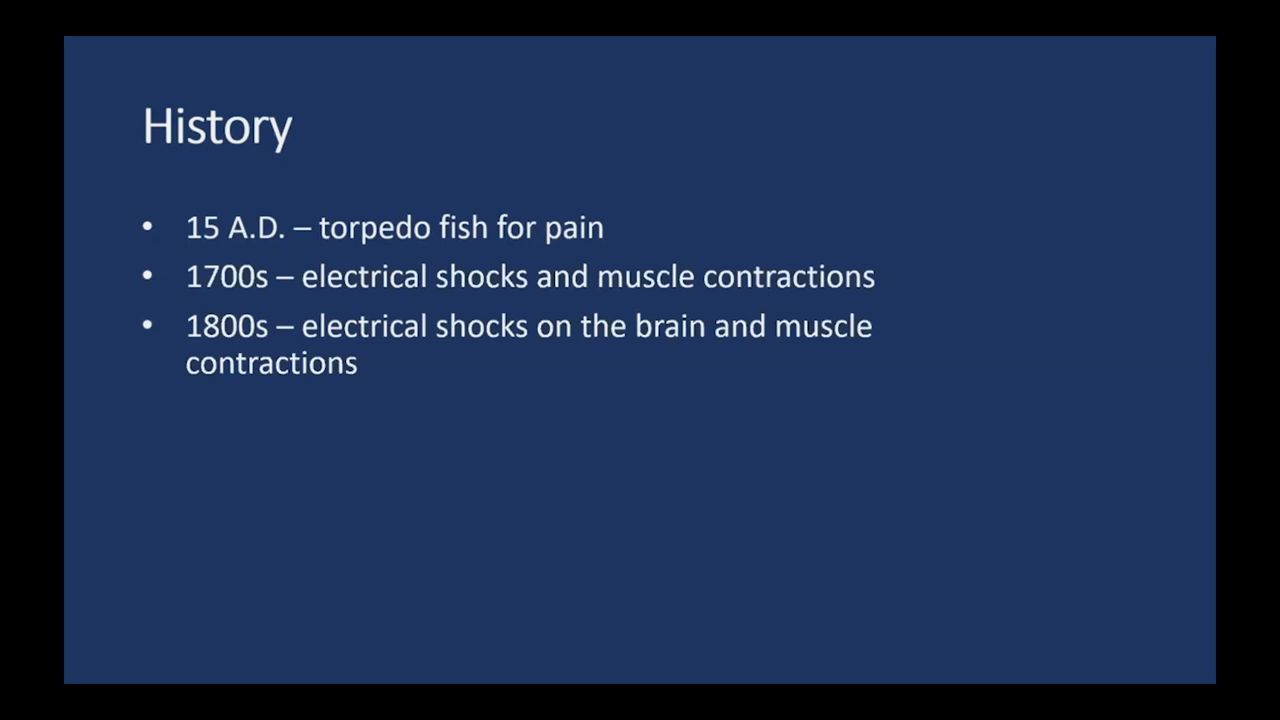 History
• 15 A.D. – torpedo fish for pain
• 1700s – electrical shocks and muscle contractions
• 1800s – electrical shocks on the brain and muscle
contractions